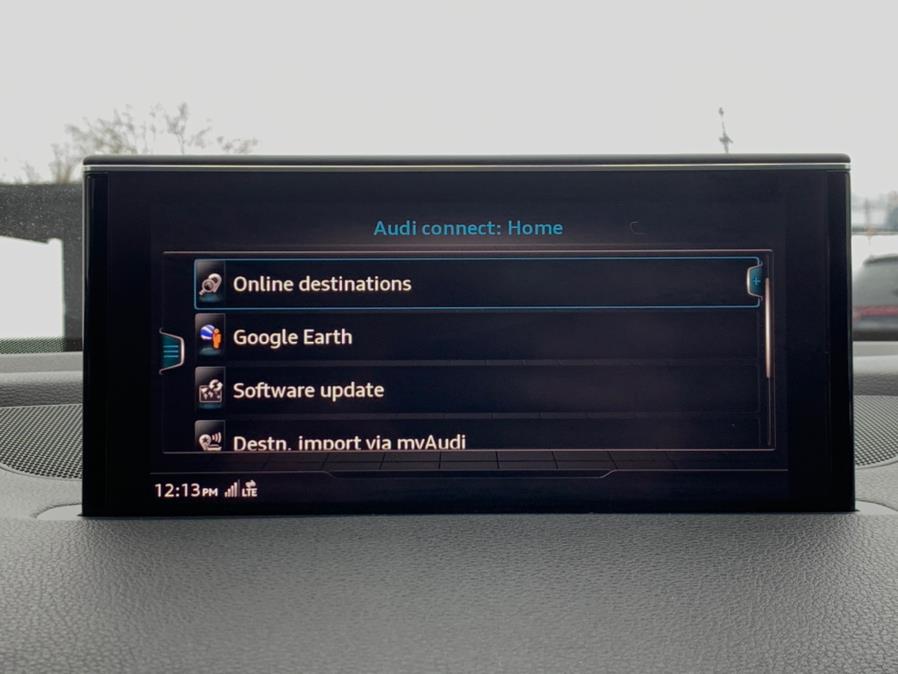 Audi connect: Home
Online destinations
Google Earth
Software update
Destn. import via myAudi
12:13PM LTE